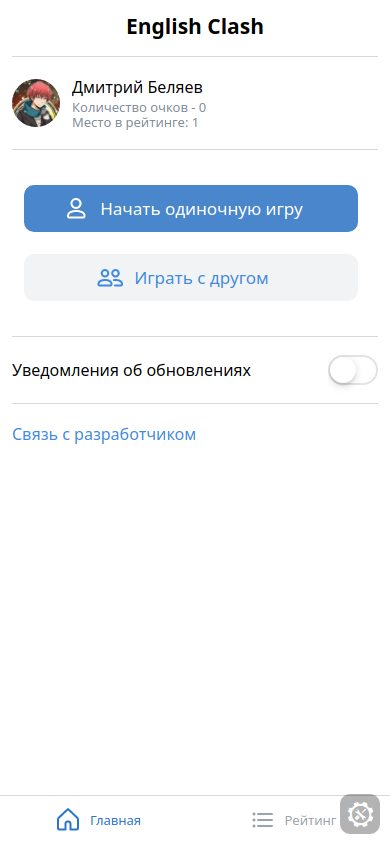 English Clash
Дмитрий Беляев
Количество очков - 0
Место в рейтинге: 1
Начать одиночную игру
Играть с другом
Уведомления об обновлениях
Связь с разработчиком
Главная
Рейтинг